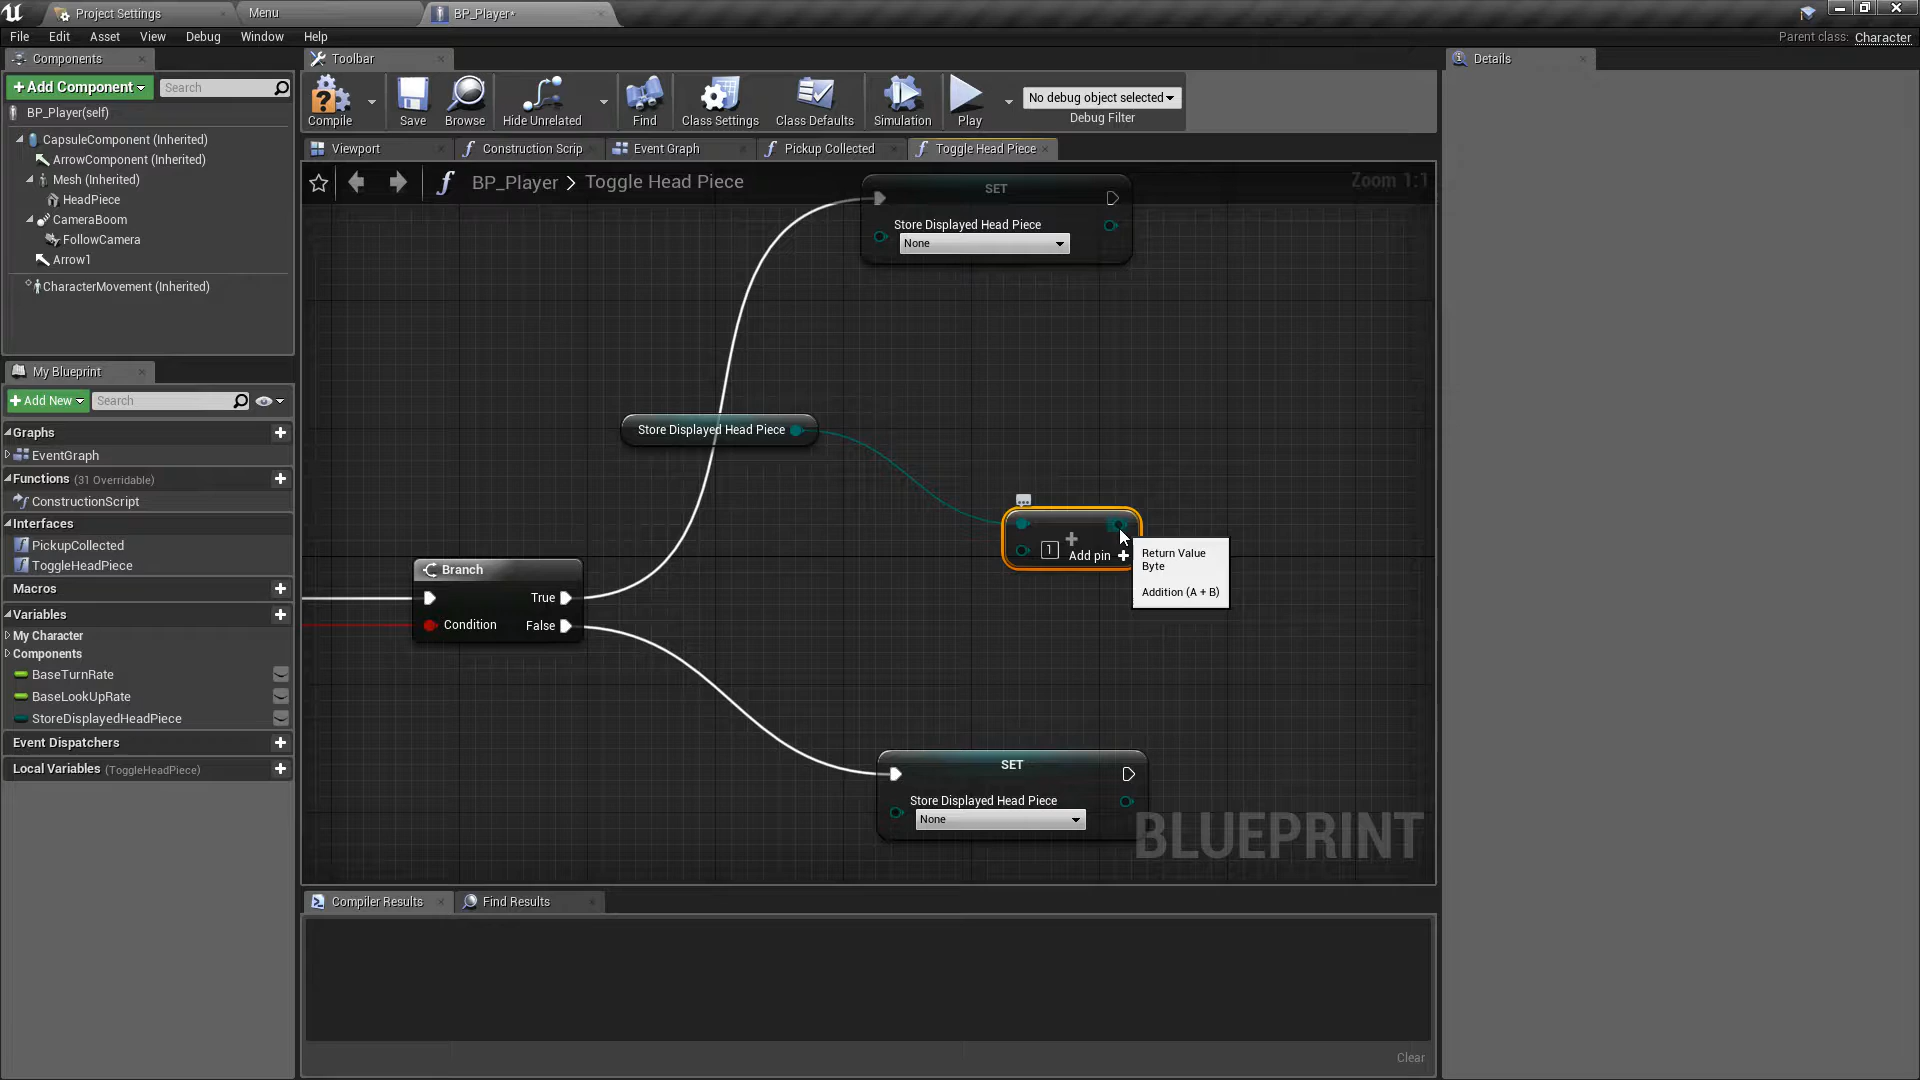 Project Settings
Menu
BP_Player*
File Edit Asset View Debug Window Help
Parent class: Character
Components
Toolbar
Details
+Add Component
Search
BP_Player(self)
CapsuleComponent (Inherited)
ArrowComponent (Inherited)
Mesh (Inherited)
HeadPiece
CameraBoom
FollowCamera
Arrow1
CharacterMovement (Inherited)
Compile
Save
Browse
Hide Unrelated
Find
Class Settings
Class Defaults
Simulation
Play
No debug object selected
Debug Filter
Viewport
Construction Scrip
Event Graph
Pickup Collected
Toggle Head Piece
BP_Player > Toggle Head Piece
Zoom 1:1
SET
Store Displayed Head Piece
None
Store Displayed Head Piece
1
Add pin +
Return Value
Byte
Addition (A + B)
Branch
True
Condition
False
SET
Store Displayed Head Piece
None
BLUEPRINT
My Blueprint
+Add New
Search
Graphs
EventGraph
Functions (31 Overridable)
ConstructionScript
Interfaces
PickupCollected
ToggleHeadPiece
Macros
Variables
My Character
Components
BaseTurnRate
BaseLookUpRate
StoreDisplayedHeadPiece
Event Dispatchers
Local Variables (ToggleHeadPiece)
Compiler Results
Find Results
Clear